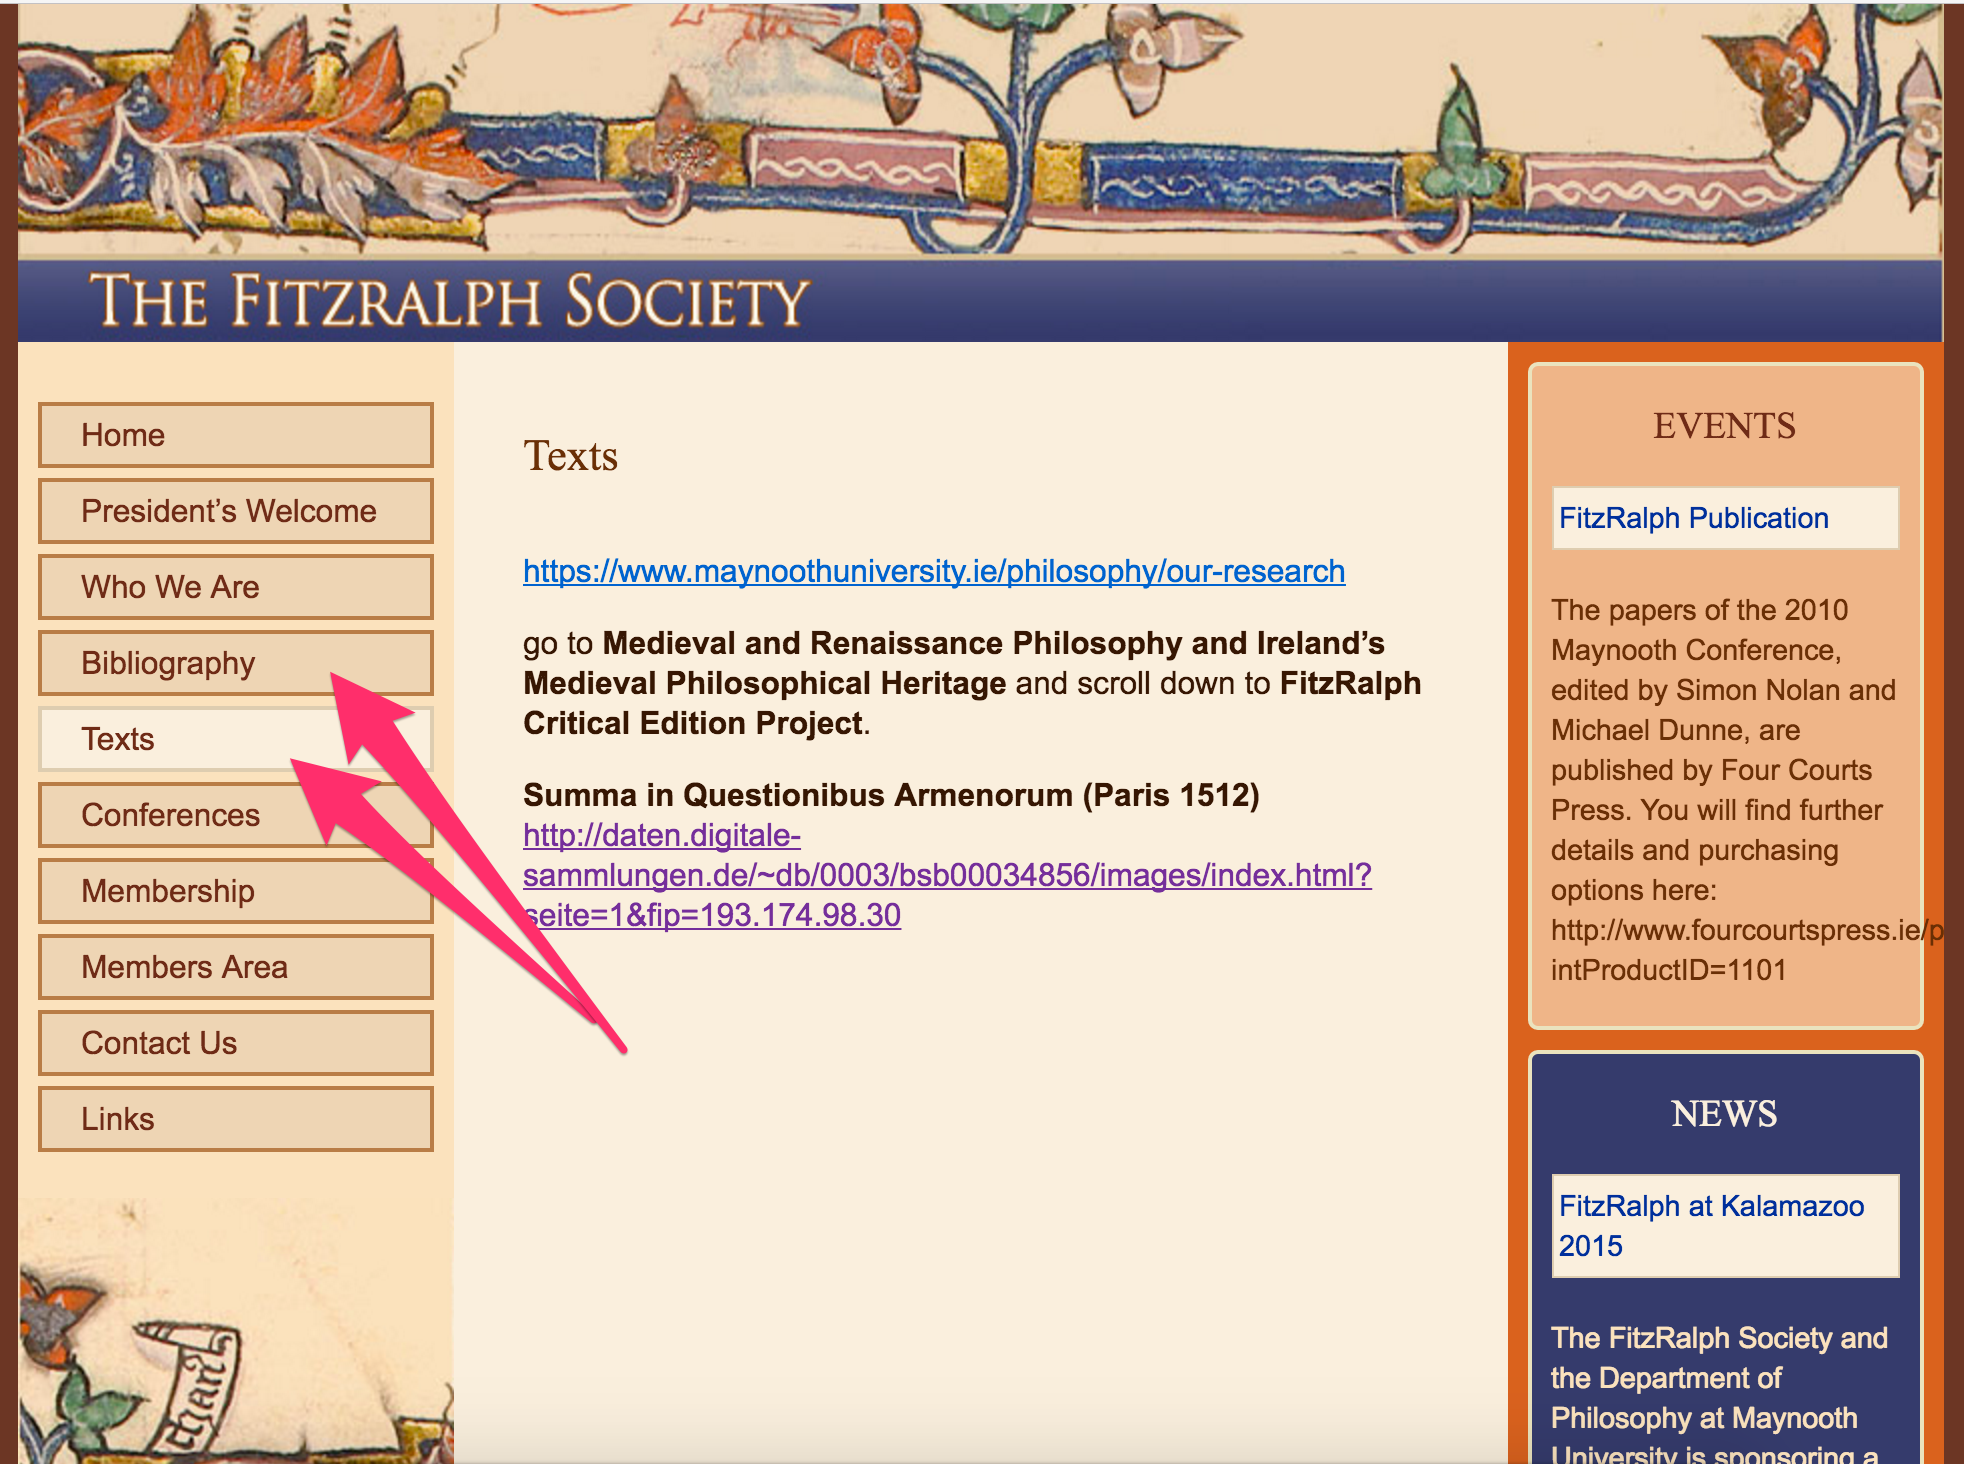 THE FITZRALPH SOCIETY
Home
President’s Welcome
Who We Are
Bibliography
Texts
Conferences
Membership
Members Area
Contact Us
Links
Texts
https://www.maynoothuniversity.ie/philosophy/our-research
go to Medieval and Renaissance Philosophy and Ireland’s
Medieval Philosophical Heritage and scroll down to FitzRalph
Critical Edition Project.
Summa in Questionibus Armenorum (Paris 1512)
http://daten.digitale-
sammlungen.de/~db/0003/bsb00034856/images/index.html?
seite=1&fip=193.174.98.30
EVENTS
FitzRalph Publication
The papers of the 2010
Maynooth Conference,
edited by Simon Nolan and
Michael Dunne, are
published by Four Courts
Press. You will find further
details and purchasing
options here:
http://www.fourcourtspress.ie/p
intProductID=1101
NEWS
FitzRalph at Kalamazoo
2015
The FitzRalph Society and
the Department of
Philosophy at Maynooth
University is sponsoring a